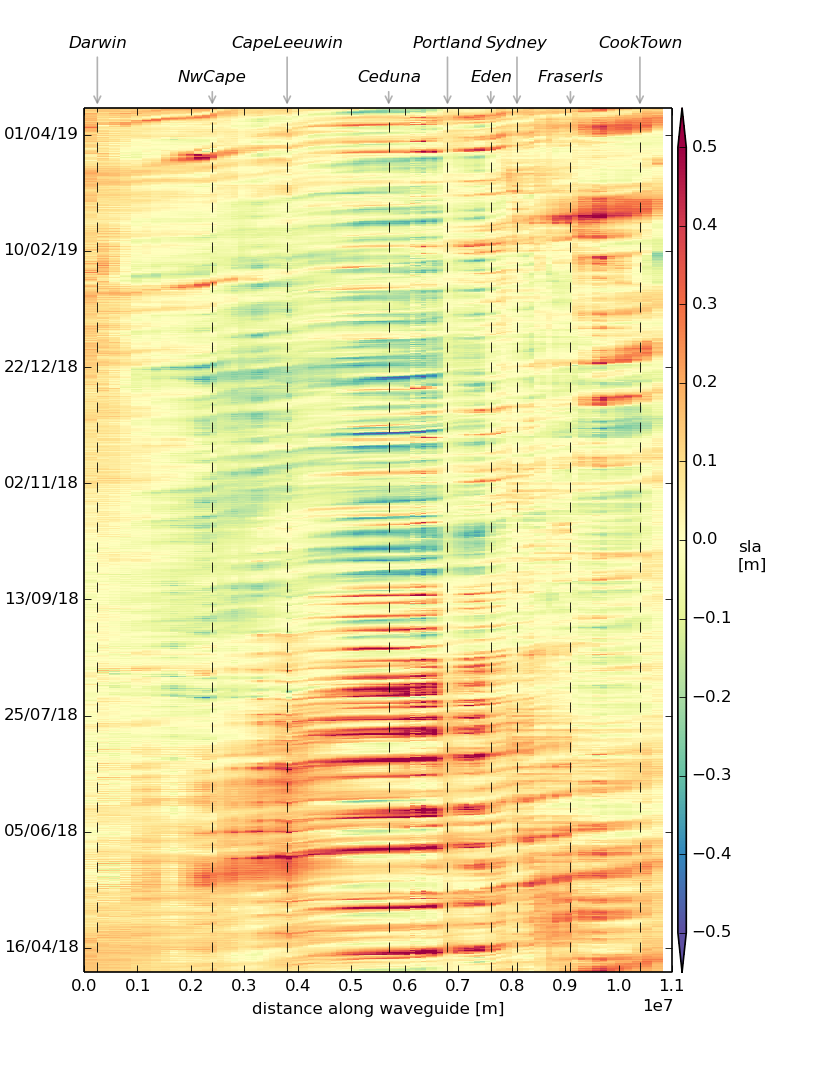 Darwin CapeLeeuwin Portland Sydney CookTown
NwCape Ceduna Eden FraserIs
01/04/19
10/02/19
22/12/18
02/11/18
13/09/18
25/07/18
05/06/18
16/04/18
0.5
0.4
0.3
0.2
0.1
0.0
−0.1
−0.2
−0.3
−0.4
−0.5
sla
[m]
0.0 0.1 0.2 0.3 0.4 0.5 0.6 0.7 0.8 0.9 1.0 1.1
1e7
distance along waveguide [m]